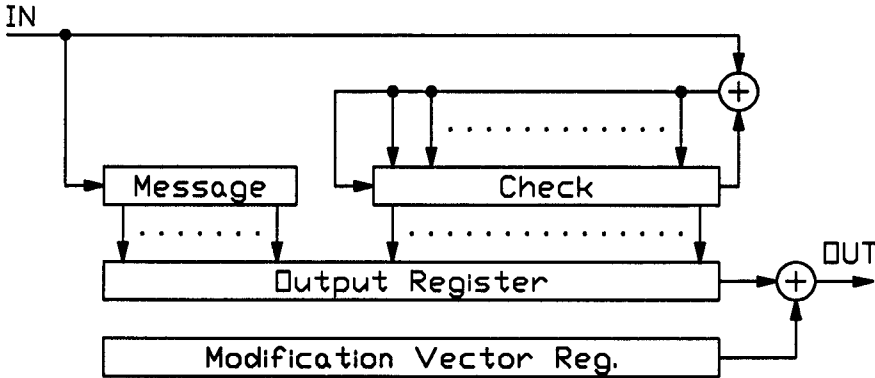 IN
Message
Check
OUT
Output Register
Modification Vector Reg.